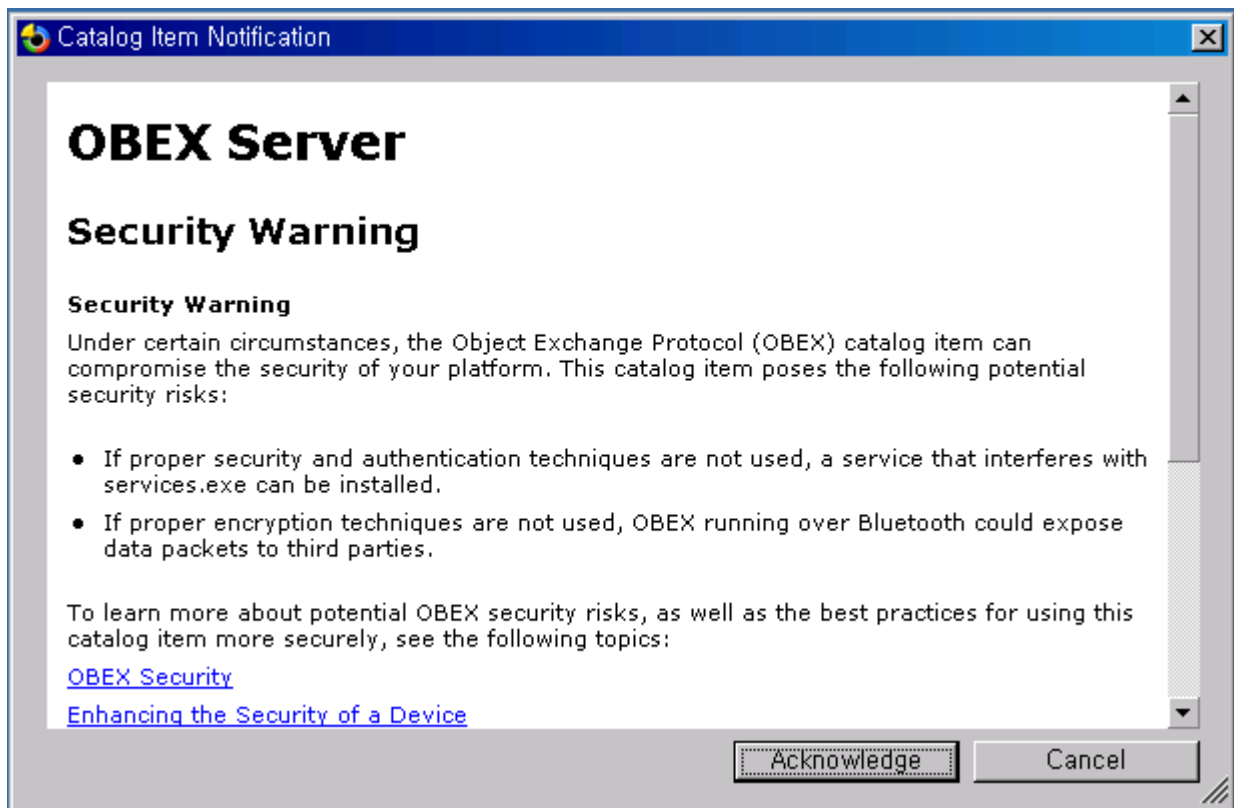 Catalog Item Notification
OBEX Server
Security Warning
Security Warning
Under certain circumstances, the Object Exchange Protocol (OBEX) catalog item can
compromise the security of your platform. This catalog item poses the following potential
security risks:
• If proper security and authentication techniques are not used, a service that interferes with
services.exe can be installed.
• If proper encryption techniques are not used, OBEX running over Bluetooth could expose
data packets to third parties.
To learn more about potential OBEX security risks, as well as the best practices for using this
catalog item more securely, see the following topics:
OBEX Security
Enhancing the Security of a Device
Acknowledge
Cancel